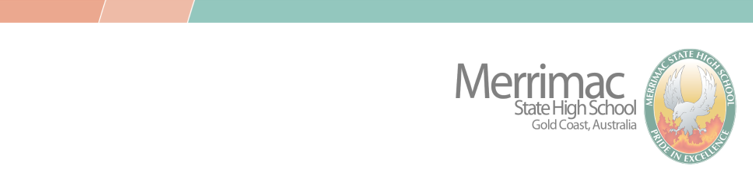 Merrimac
State High School
Gold Coast, Australia
MERRIMAC STATE HIGH SCHOOL
PRIDE IN EXCELLENCE